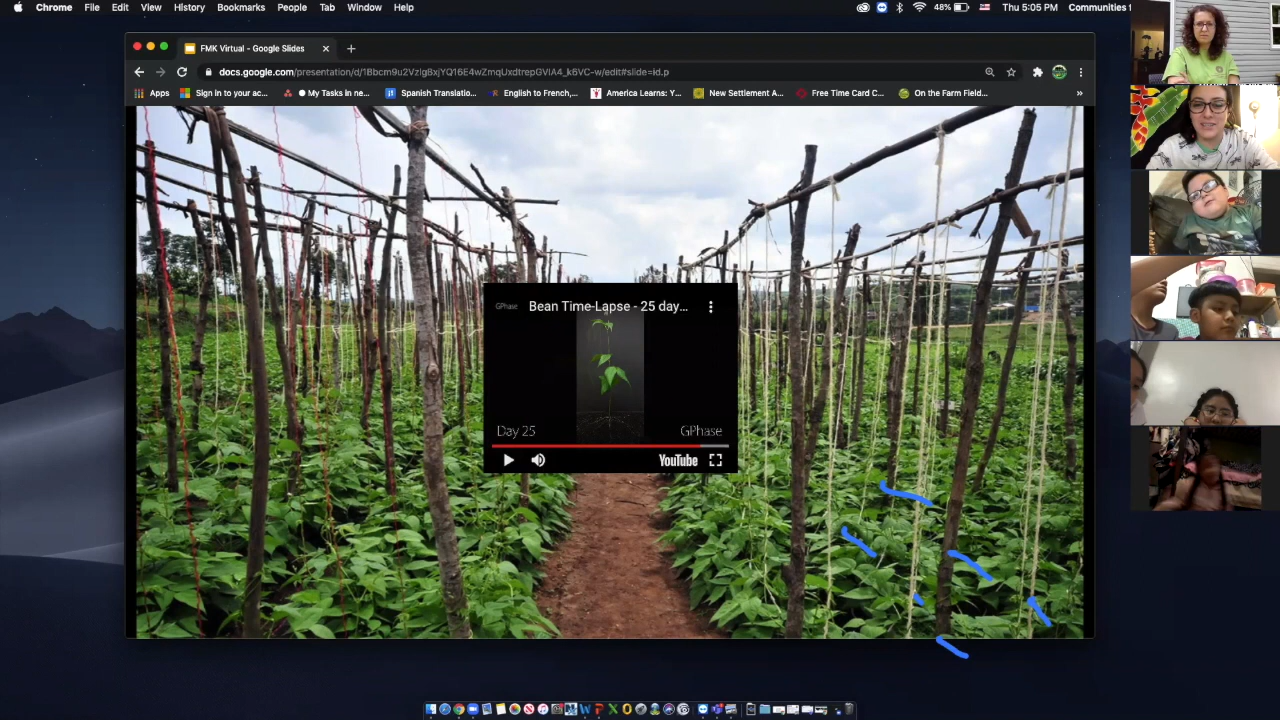 Chrome File Edit View History Bookmarks People Tab Window Help 48% Thu 5:05 PM Communities f
FMK Virtual - Google Slides
docs.google.com/presentation/d/1Bbcm9u2Vzlg8xjYQ16E4wZmqUxdtrepGVIA4_k6VC-w/edit#slide=id.p
Apps Sign in to your ac... My Tasks in ne... Spanish Translatio... English to French,... America Learns: Y... New Settlement A... Free Time Card C... On the Farm Field... »
GPhase Bean Time-Lapse - 25 day...
Day 25 GPhase
YouTube